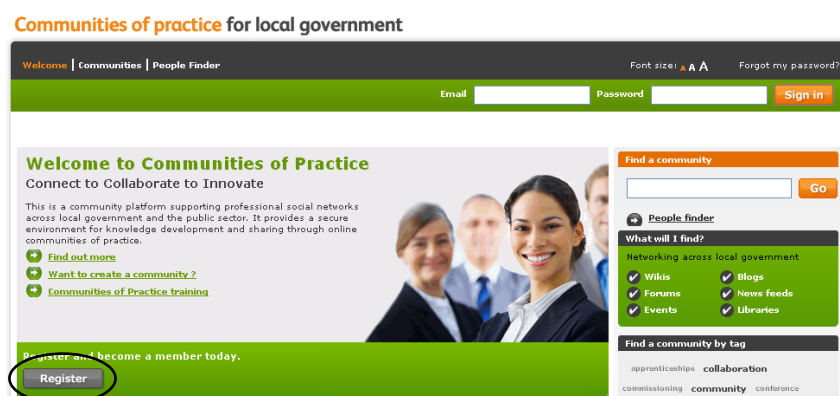 Communities of practice for local government
Welcome | Communities | People Finder
Font size: A A A
Forgot my password?
Email
Password
Sign in
Welcome to Communities of Practice
Connect to Collaborate to Innovate
This is a community platform supporting professional social networks
across local government and the public sector. It provides a secure
environment for knowledge development and sharing through online
communities of practice.
Find out more
Want to create a community ?
Communities of Practice training
Register and become a member today.
Register
Find a community
Go
People finder
What will I find?
Networking across local government
Wikis
Blogs
Forums
News feeds
Events
Libraries
Find a community by tag
apprenticeships collaboration
commissioning community conference